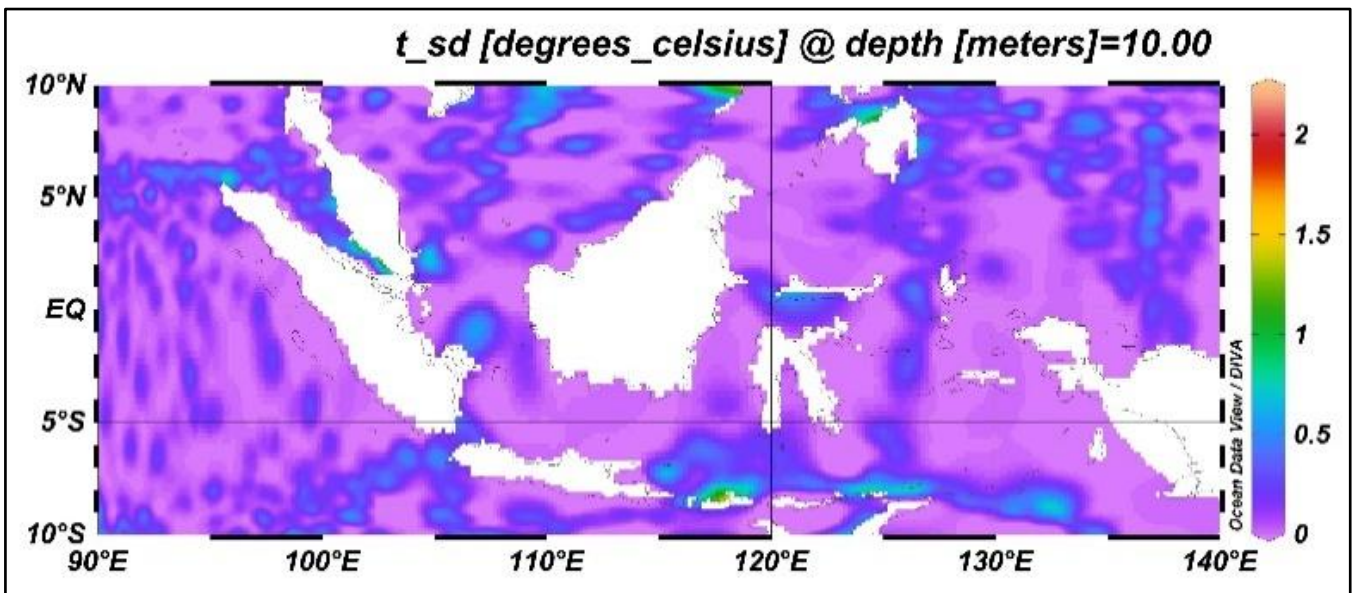 t_sd [degrees_celsius] @ depth [meters]=10.00
10°N
5°N
EQ
5°S
10°S
90°E
100°E
110°E
120°E
130°E
140°E
Ocean Data View / DIVA
2
1.5
1
0.5
0